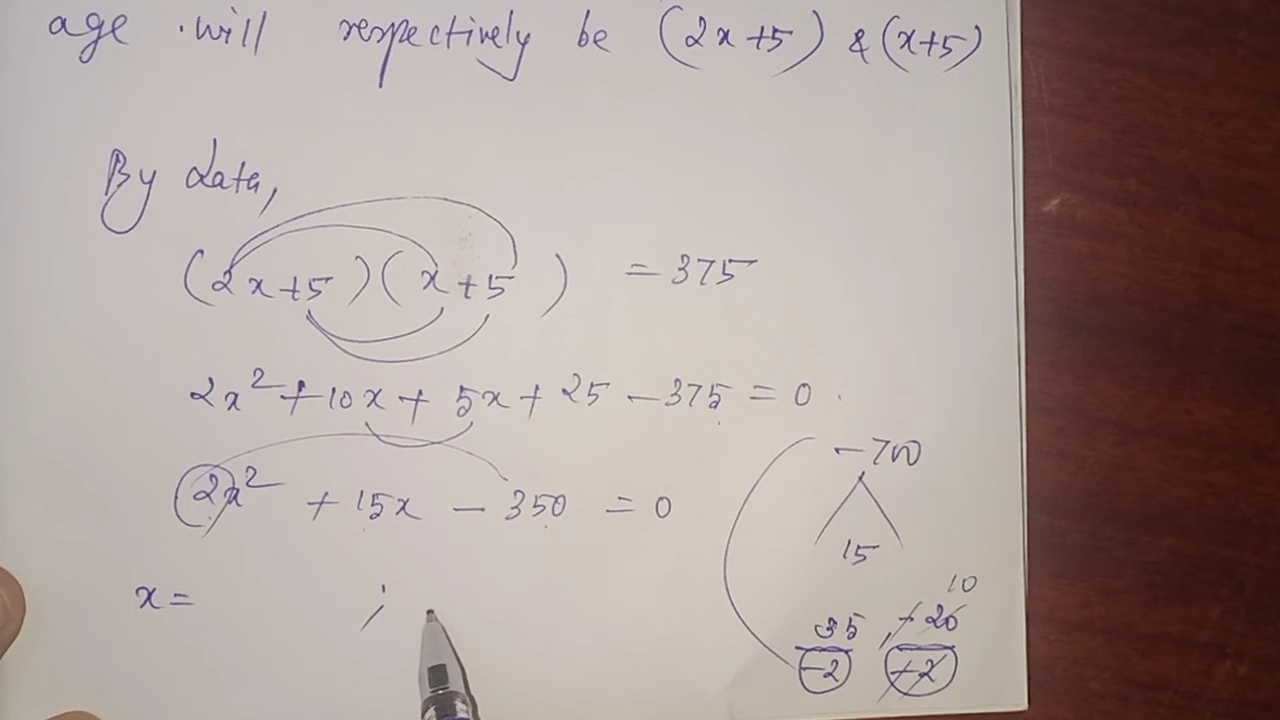 age will respectively be (2x+5) & (x+5)
By data,
(2x+5)(x+5) = 375
2x² + 10x + 5x + 25 - 375 = 0
2x² + 15x - 350 = 0
x = ;
-700
15
10
35, -20
-2 +2